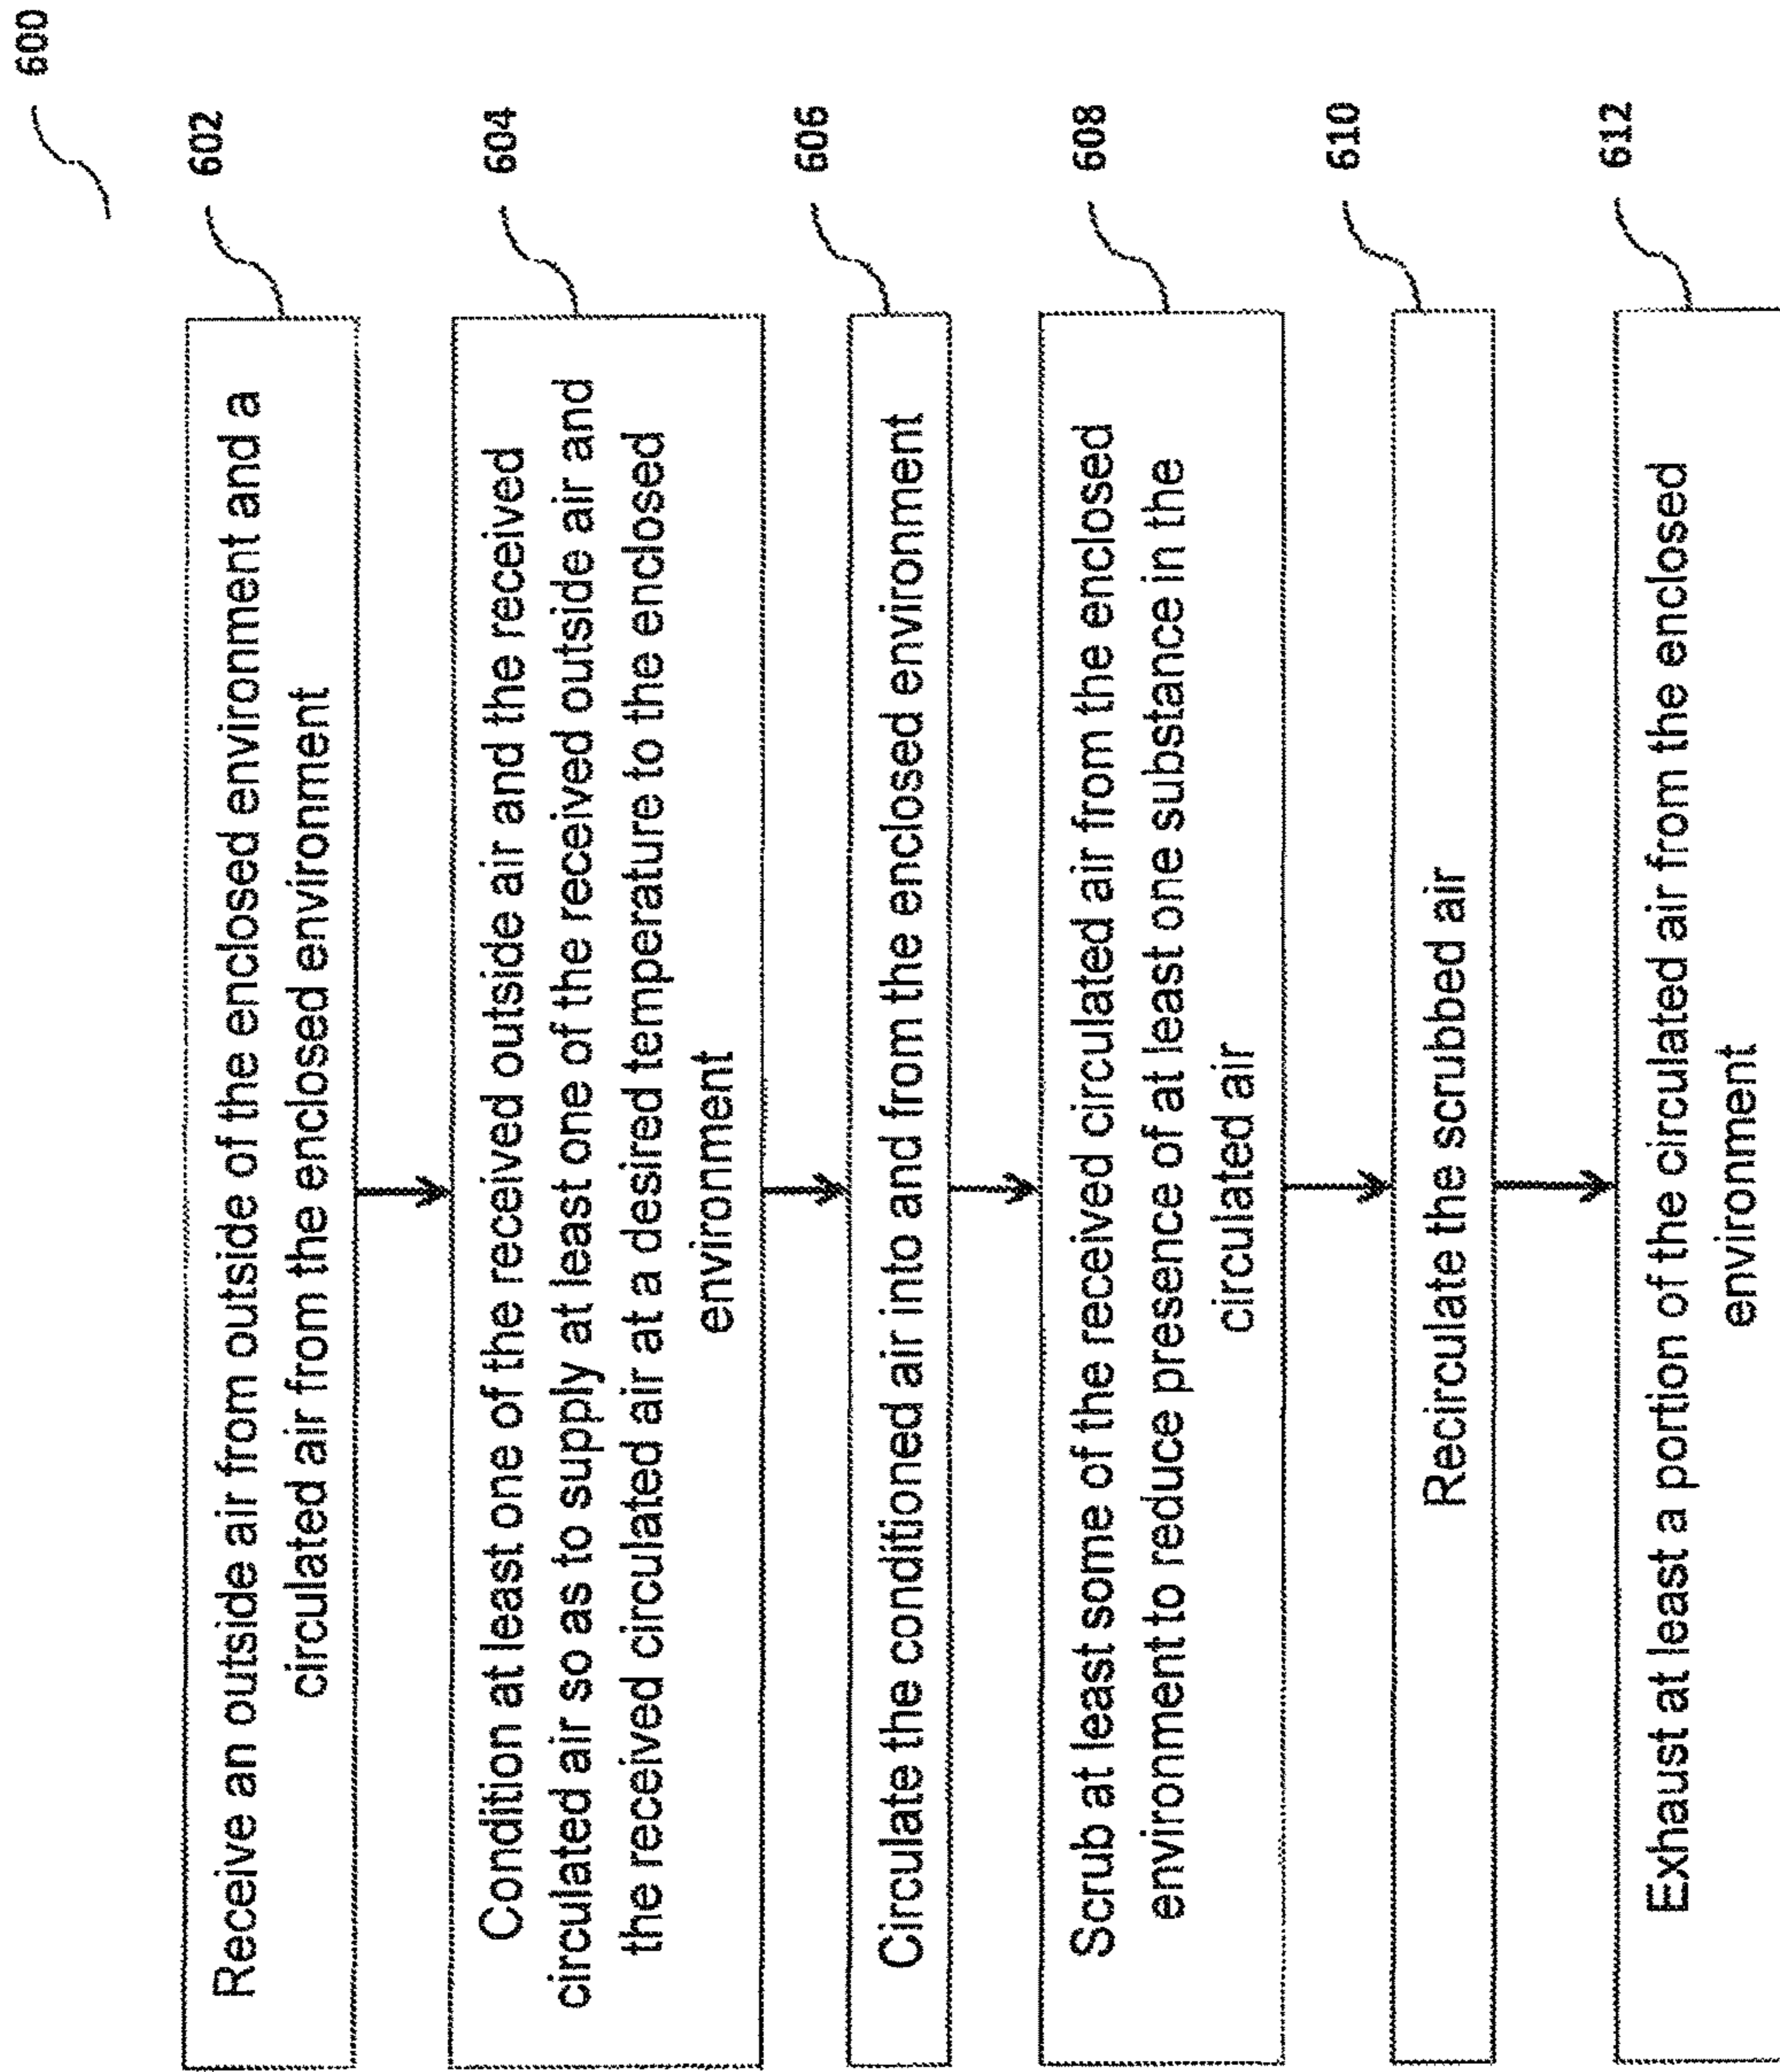 600
602
Receive an outside air from outside of the enclosed environment and a
circulated air from the enclosed environment
604
Condition at least one of the received outside air and the received
circulated air so as to supply at least one of the received outside air and
the received circulated air at a desired temperature to the enclosed
environment
606
Circulate the conditioned air into and from the enclosed environment
608
Scrub at least some of the received circulated air from the enclosed
environment to reduce presence of at least one substance in the
circulated air
610
Recirculate the scrubbed air
612
Exhaust at least a portion of the circulated air from the enclosed
environment